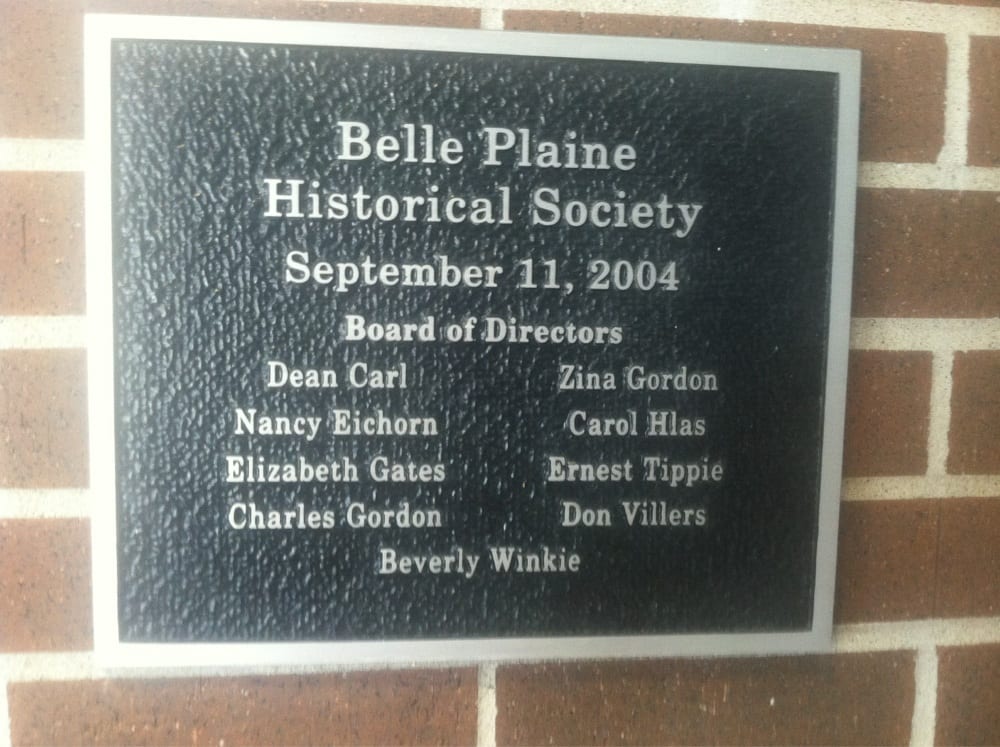 Belle Plaine
Historical Society
September 11, 2004
Board of Directors
Dean Carl Zina Gordon
Nancy Eichorn Carol Hlas
Elizabeth Gates Ernest Tippie
Charles Gordon Don Villers
Beverly Winkie